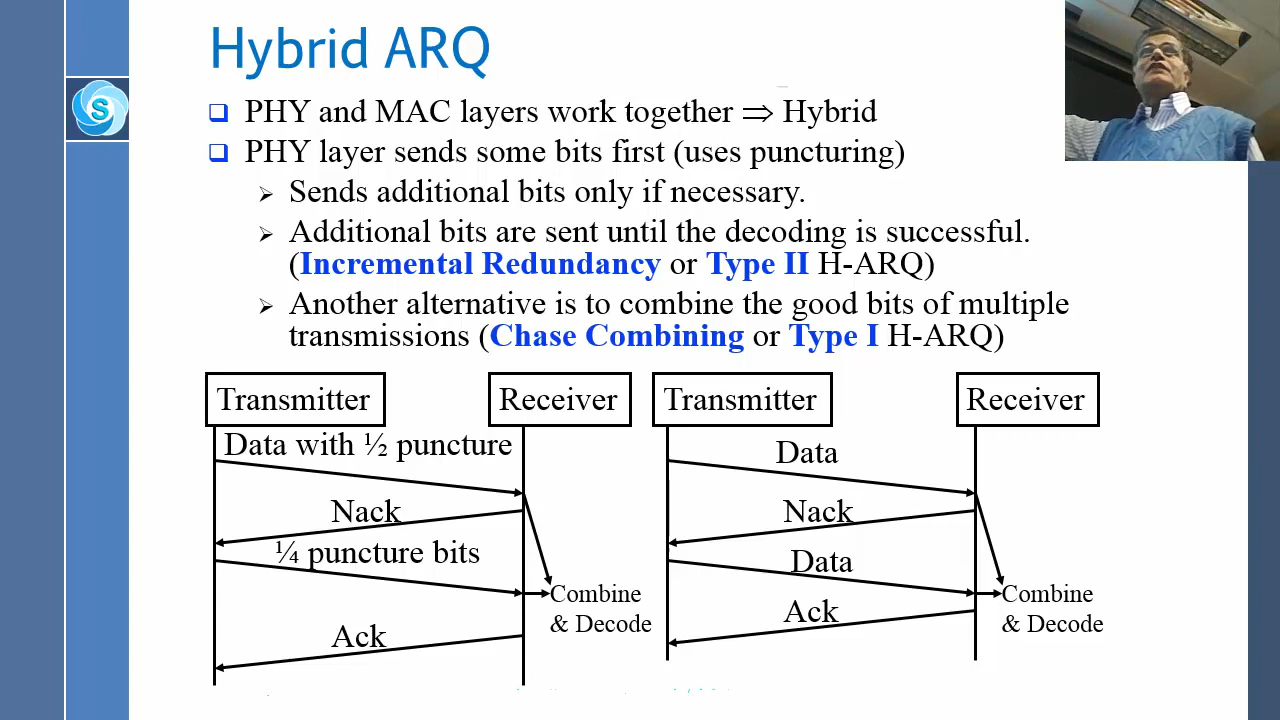 Hybrid ARQ
S
PHY and MAC layers work together ⇒ Hybrid
PHY layer sends some bits first (uses puncturing)
Sends additional bits only if necessary.
Additional bits are sent until the decoding is successful.
(Incremental Redundancy or Type II H-ARQ)
Another alternative is to combine the good bits of multiple
transmissions (Chase Combining or Type I H-ARQ)
Transmitter
Receiver
Data with ½ puncture
Nack
¼ puncture bits
Combine
& Decode
Ack
Transmitter
Receiver
Data
Nack
Data
Combine
& Decode
Ack